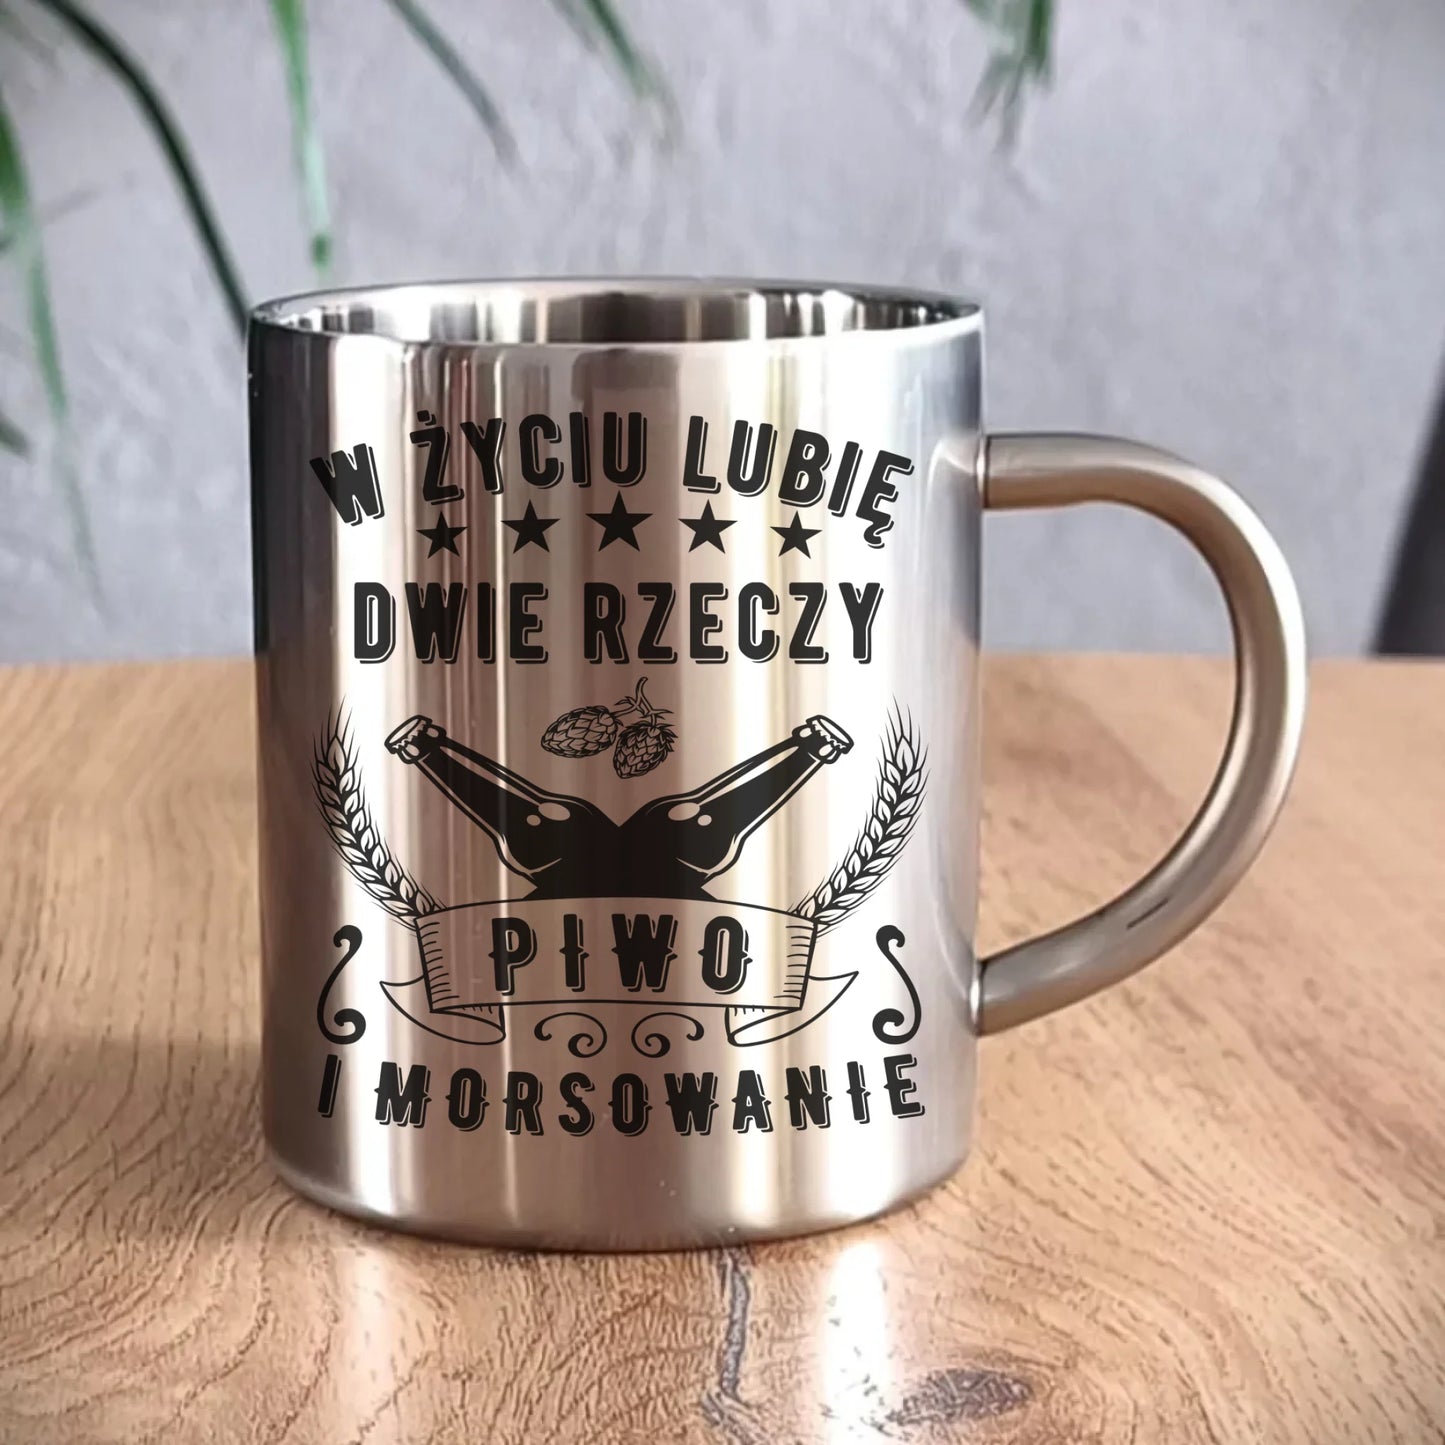 W ŻYCIU LUBIĘ
DWIE RZECZY
PIWO
I MORSOWANIE